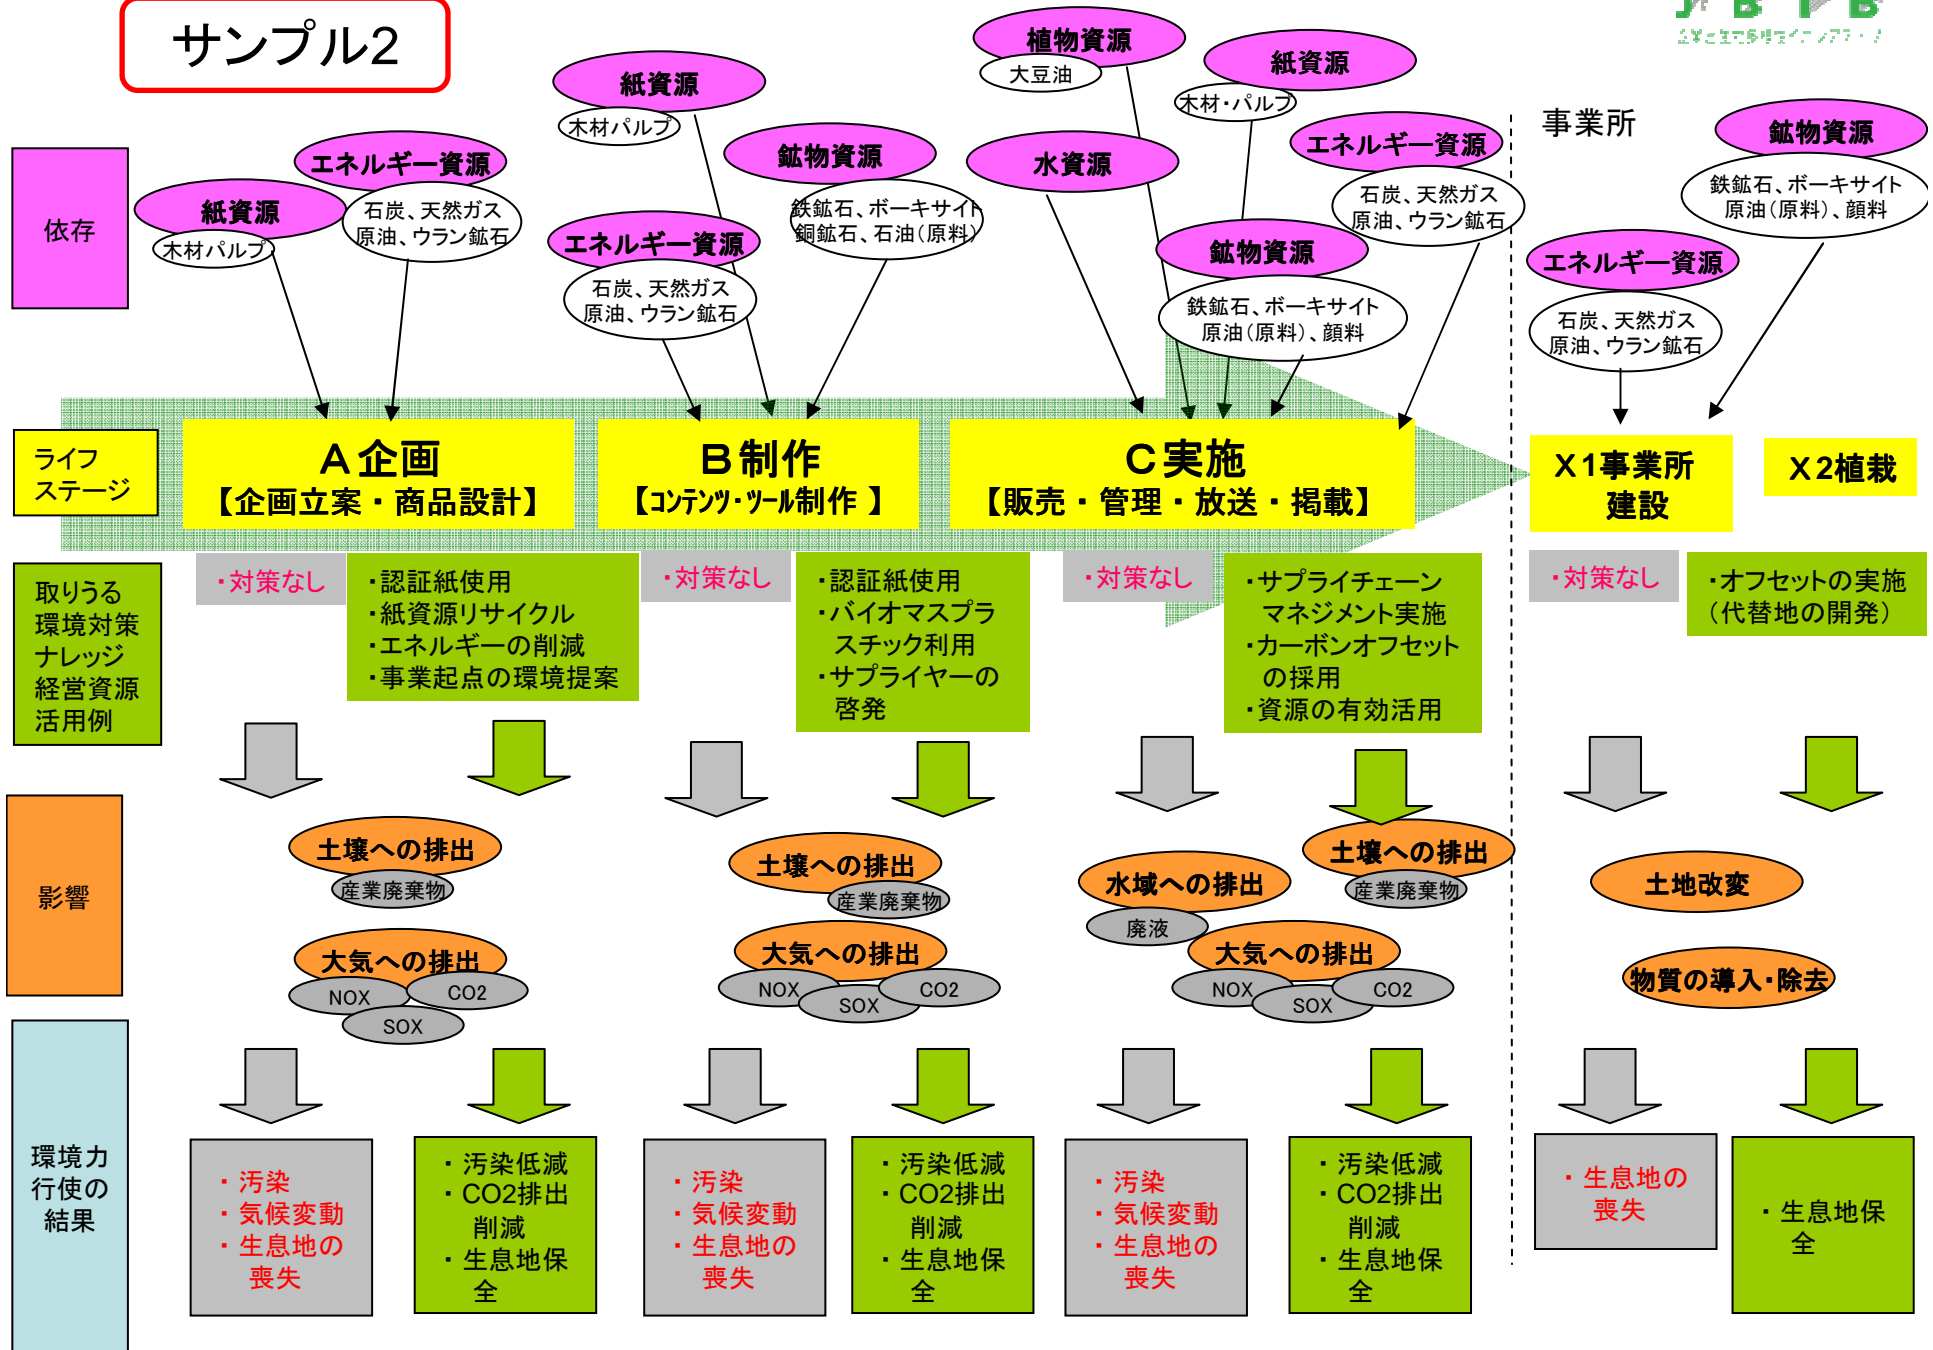 サンプル2
依存
紙資源
木材パルプ
エネルギー資源
石炭、天然ガス
原油、ウラン鉱石
紙資源
木材パルプ
鉱物資源
鉄鉱石、ボーキサイト
銅鉱石、石油(原料)
エネルギー資源
石炭、天然ガス
原油、ウラン鉱石
植物資源
大豆油
紙資源
木材・パルプ
水資源
エネルギー資源
石炭、天然ガス
原油、ウラン鉱石
鉱物資源
鉄鉱石、ボーキサイト
原油(原料)、顔料
事業所
鉱物資源
鉄鉱石、ボーキサイト
原油(原料)、顔料
エネルギー資源
石炭、天然ガス
原油、ウラン鉱石
ライフ
ステージ
A企画
【企画立案・商品設計】
B制作
【コンテンツ・ツール制作 】
C実施
【販売・管理・放送・掲載】
X1事業所
建設
X2植栽
取りうる
環境対策
ナレッジ
経営資源
活用例
・対策なし
・認証紙使用
・紙資源リサイクル
・エネルギーの削減
・事業起点の環境提案
・対策なし
・認証紙使用
・バイオマスプラ
スチック利用
・サプライヤーの
啓発
・対策なし
・サプライチェーン
マネジメント実施
・カーボンオフセット
の採用
・資源の有効活用
・対策なし
・オフセットの実施
(代替地の開発)
影響
土壌への排出
産業廃棄物
大気への排出
NOX
CO2
SOX
土壌への排出
産業廃棄物
大気への排出
NOX
SOX
CO2
水域への排出
廃液
土壌への排出
産業廃棄物
大気への排出
NOX
SOX
CO2
土地改変
物質の導入・除去
環境力
行使の
結果
・汚染
・気候変動
・生息地の
喪失
・汚染低減
・CO2排出
削減
・生息地保
全
・汚染
・気候変動
・生息地の
喪失
・汚染低減
・CO2排出
削減
・生息地保
全
・汚染
・気候変動
・生息地の
喪失
・汚染低減
・CO2排出
削減
・生息地保
全
・生息地の
喪失
・生息地保
全